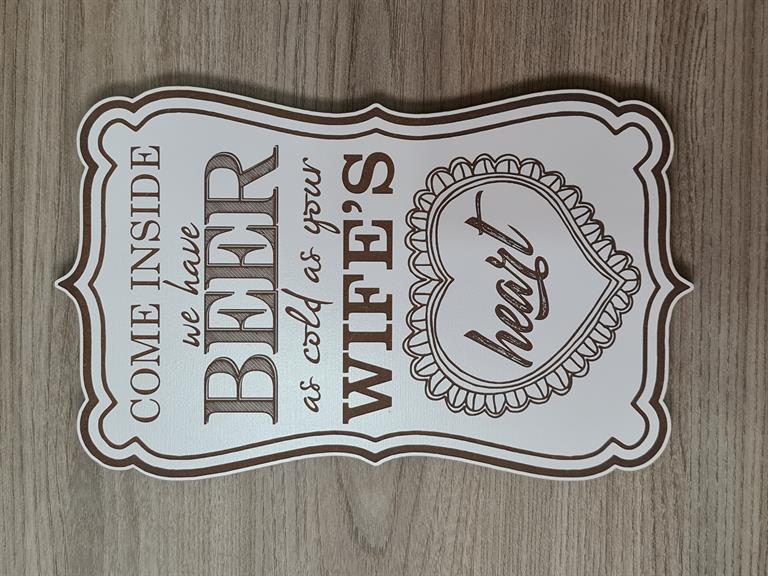 COME INSIDE
we have
BEER
as cold as your
WIFE'S
heart